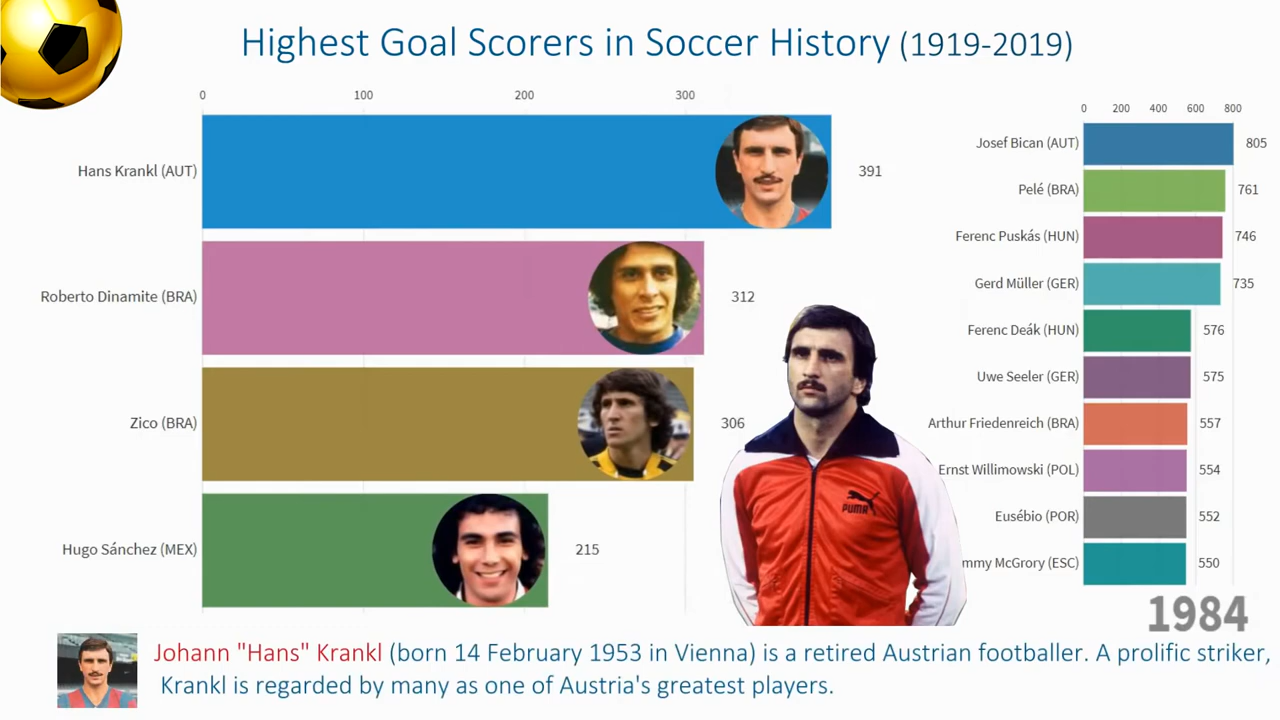 Highest Goal Scorers in Soccer History (1919-2019)
0 100 200 300
Hans Krankl (AUT) 391
Roberto Dinamite (BRA) 312
Zico (BRA) 306
Hugo Sánchez (MEX) 215
PUMA
0 200 400 600 800
Josef Bican (AUT) 805
Pelé (BRA) 761
Ferenc Puskás (HUN) 746
Gerd Müller (GER) 735
Ferenc Deák (HUN) 576
Uwe Seeler (GER) 575
Arthur Friedenreich (BRA) 557
Ernst Willimowski (POL) 554
Eusébio (POR) 552
mmy McGrory (ESC) 550
1984
Johann "Hans" Krankl (born 14 February 1953 in Vienna) is a retired Austrian footballer. A prolific striker,
Krankl is regarded by many as one of Austria's greatest players.